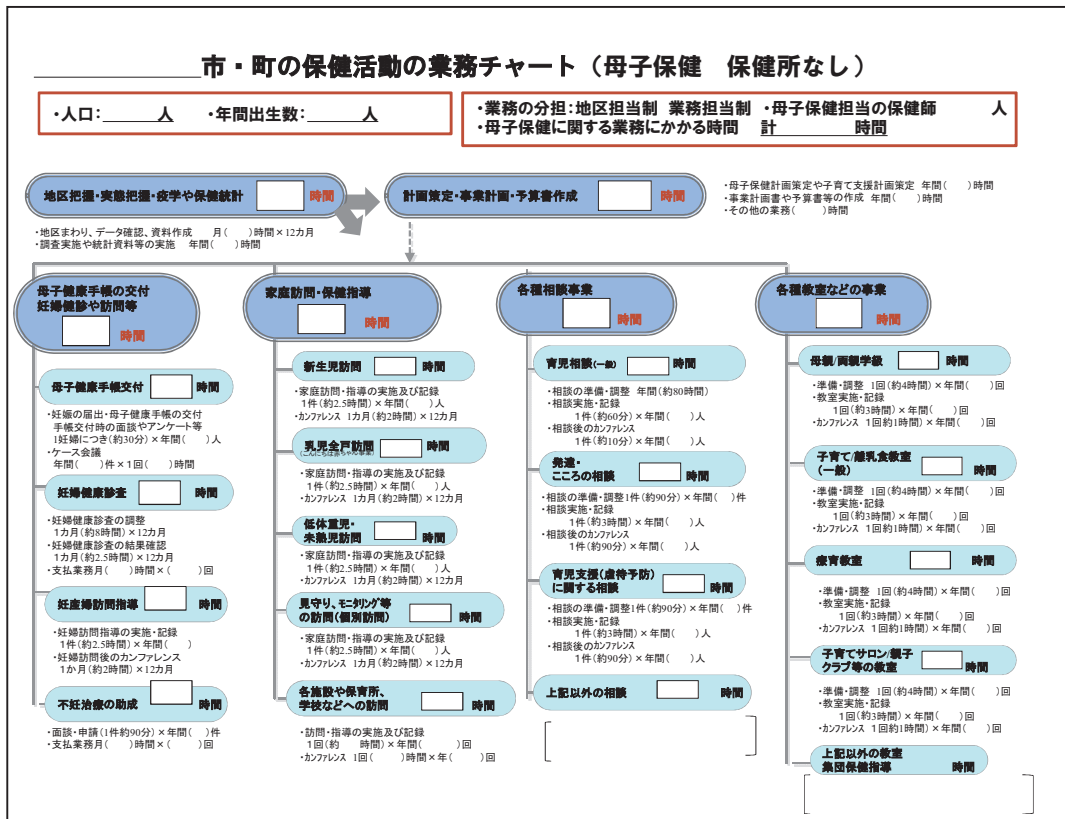 市・町の保健活動の業務チャート（母子保健　保健所なし）
・人口：　　　人　・年間出生数：　　　人
・業務の分担：地区担当制 業務担当制 ・母子保健担当の保健師　　　人
・母子保健に関する業務にかかる時間　計　　　時間
地区把握・実態把握・疫学や保健統計　時間
・地区まわり、データ確認、資料作成　月（　）時間×12カ月
・調査実施や統計資料等の実施　年間（　）時間
計画策定・事業計画・予算書作成　時間
・母子保健計画策定や子育て支援計画策定 年間（　）時間
・事業計画書や予算書等の作成 年間（　）時間
・その他の業務（　）時間
母子健康手帳の交付
妊婦健診や訪問等
時間
母子健康手帳交付　時間
・妊娠の届出・母子健康手帳の交付
手帳交付時の面談やアンケート等
1妊婦につき（約30分）×年間（　）人
・ケース会議
年間（　）件×1回（　）時間
妊婦健康診査　時間
・妊婦健康診査の調整
1カ月（約8時間）×12カ月
・妊婦健康診査の結果確認
1カ月（約2.5時間）×12カ月
・支払業務月（　）時間×（　）回
妊産婦訪問指導　時間
・妊婦訪問指導の実施・記録
1件（約2.5時間）×年間（　）
・妊婦訪問後のカンファレンス
1か月（約2時間）×12カ月
不妊治療の助成　時間
・面談・申請（1件約90分）×年間（　）件
・支払業務月（　）時間×（　）回
家庭訪問・保健指導
時間
新生児訪問　時間
・家庭訪問・指導の実施及び記録
1件（約2.5時間）×年間（　）人
・カンファレンス 1カ月（約2時間）×12カ月
乳児全戸訪問　時間
（こんにちは赤ちゃん事業）
・家庭訪問・指導の実施及び記録
1件（約2.5時間）×年間（　）人
・カンファレンス 1カ月（約2時間）×12カ月
低体重児・
未熟児訪問　時間
・家庭訪問・指導の実施及び記録
1件（約2.5時間）×年間（　）人
・カンファレンス 1カ月（約2時間）×12カ月
見守り、モニタリング等
の訪問（個別訪問）　時間
・家庭訪問・指導の実施及び記録
1件（約2.5時間）×年間（　）人
・カンファレンス 1カ月（約2時間）×12カ月
各施設や保育所、
学校などへの訪問　時間
・訪問・指導の実施及び記録
1回（約　　時間）×年間（　）回
・カンファレンス 1回（　）時間×年（　）回
各種相談事業
時間
育児相談（一般）　時間
・相談の準備・調整 年間（約80時間）
・相談実施・記録
1件（約60分）×年間（　）人
・相談後のカンファレンス
1件（約10分）×年間（　）人
発達・
こころの相談　時間
・相談の準備・調整1件（約90分）×年間（　）件
・相談実施・記録
1件（約3時間）×年間（　）人
・相談後のカンファレンス
1件（約90分）×年間（　）人
育児支援（虐待予防）
に関する相談　時間
・相談の準備・調整1件（約90分）×年間（　）件
・相談実施・記録
1件（約3時間）×年間（　）人
・相談後のカンファレンス
1件（約90分）×年間（　）人
上記以外の相談　時間
各種教室などの事業
時間
母親/両親学級　時間
・準備・調整 1回（約4時間）×年間（　）回
・教室実施・記録
1回（約3時間）×年間（　）回
・カンファレンス 1回約1時間）×年間（　）回
子育て/離乳食教室
（一般）　時間
・準備・調整 1回（約4時間）×年間（　）回
・教室実施・記録
1回（約3時間）×年間（　）回
・カンファレンス 1回約1時間）×年間（　）回
療育教室　時間
・準備・調整 1回（約4時間）×年間（　）回
・教室実施・記録
1回（約3時間）×年間（　）回
・カンファレンス 1回約1時間）×年間（　）回
子育てサロン/親子
クラブ等の教室　時間
・準備・調整 1回（約4時間）×年間（　）回
・教室実施・記録
1回（約3時間）×年間（　）回
・カンファレンス 1回約1時間）×年間（　）回
上記以外の教室
集団保健指導　時間